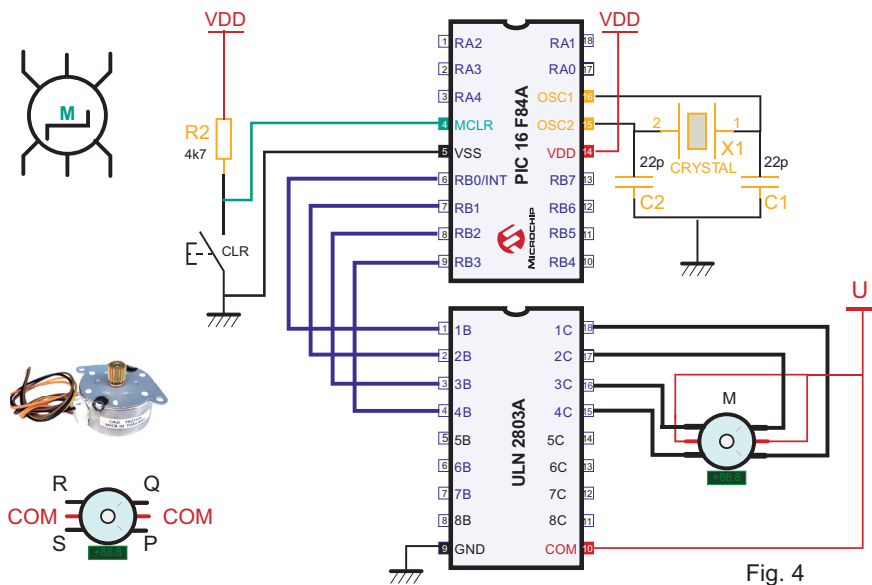 VDD
VDD
1 RA2 RA1 18
2 RA3 RA0 17
3 RA4 OSC1 16
4 MCLR OSC2 15
5 VSS VDD 14
6 RB0/INT RB7 13
7 RB1 RB6 12
8 RB2 RB5 11
9 RB3 RB4 10
PIC 16 F84A
MICROCHIP
M
R2
4k7
CLR
2 1
X1
CRYSTAL
22p 22p
C2 C1
U
1 1B 1C 18
2 2B 2C 17
3 3B 3C 16
4 4B 4C 15
5 5B 5C 14
6 6B 6C 13
7 7B 7C 12
8 8B 8C 11
9 GND COM 10
ULN 2803A
M
+88.8
R Q
COM COM
S P
+88.8
Fig. 4